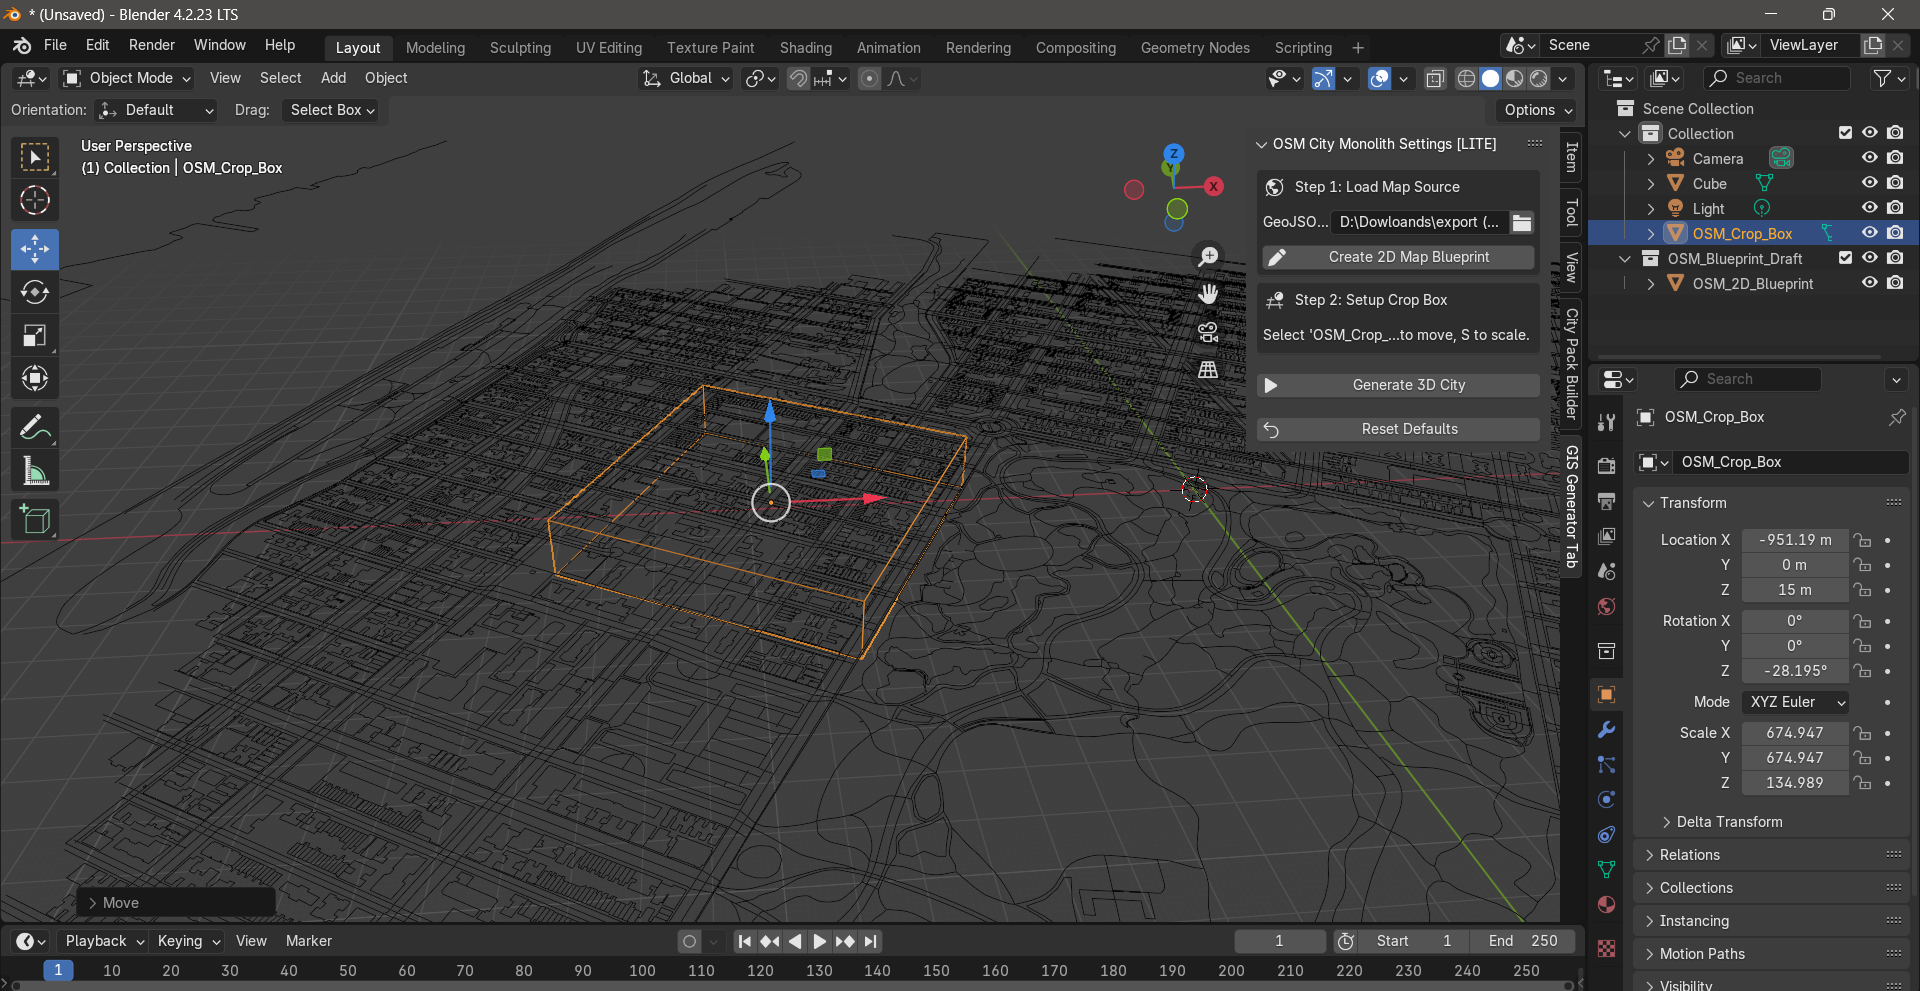 * (Unsaved) - Blender 4.2.23 LTS
File Edit Render Window Help
Layout Modeling Sculpting UV Editing Texture Paint Shading Animation Rendering Compositing Geometry Nodes Scripting +
Scene
ViewLayer
Object Mode View Select Add Object
Global
Search
Orientation: Default Drag: Select Box
Options
User Perspective
(1) Collection | OSM_Crop_Box
Z
Y
X
OSM City Monolith Settings [LITE]
Step 1: Load Map Source
GeoJSO... D:\Dowloands\export (...
Create 2D Map Blueprint
Step 2: Setup Crop Box
Select 'OSM_Crop_...to move, S to scale.
Generate 3D City
Reset Defaults
Item
Tool
View
City Pack Builder
GIS Generator Tab
Scene Collection
Collection
Camera
Cube
Light
OSM_Crop_Box
OSM_Blueprint_Draft
OSM_2D_Blueprint
Search
OSM_Crop_Box
OSM_Crop_Box
Transform
Location X -951.19 m
Y 0 m
Z 15 m
Rotation X 0°
Y 0°
Z -28.195°
Mode XYZ Euler
Scale X 674.947
Y 674.947
Z 134.989
Delta Transform
Relations
Collections
Instancing
Motion Paths
Visibility
Move
Playback Keying View Marker
1
Start 1
End 250
1 10 20 30 40 50 60 70 80 90 100 110 120 130 140 150 160 170 180 190 200 210 220 230 240 250